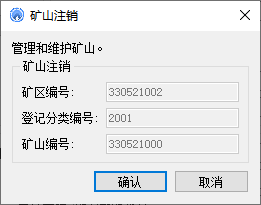 矿山注销
管理和维护矿山。
矿山注销
矿区编号: 330521002
登记分类编号: 2001
矿山编号: 330521000
确认 取消